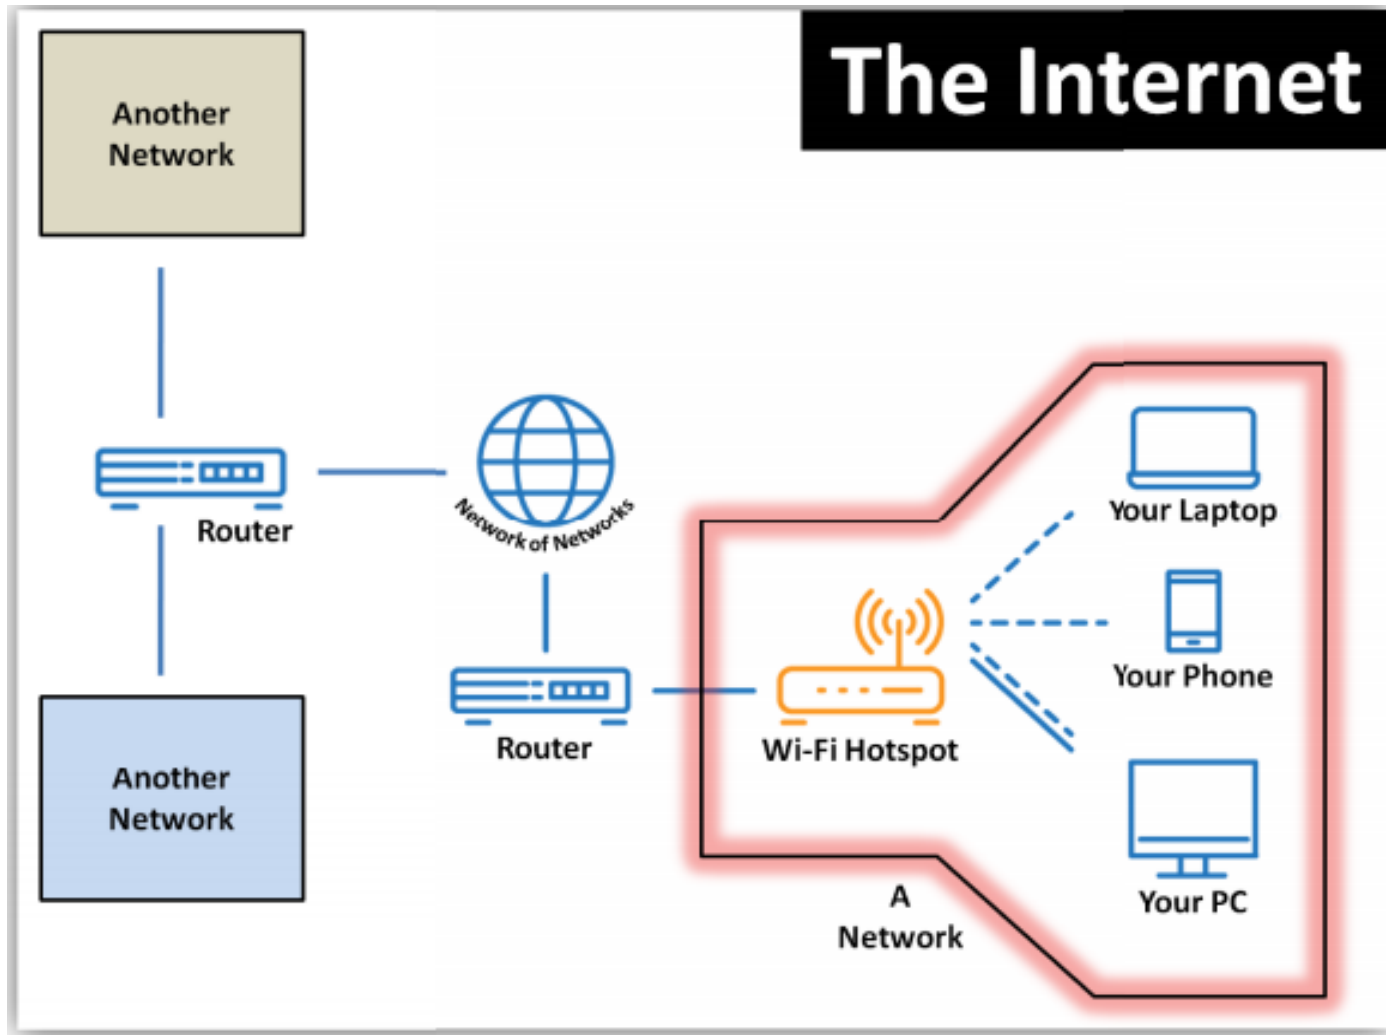 The Internet
Another
Network
Router
Network of Networks
Another
Network
Router
Wi-Fi Hotspot
Your Laptop
Your Phone
Your PC
A
Network